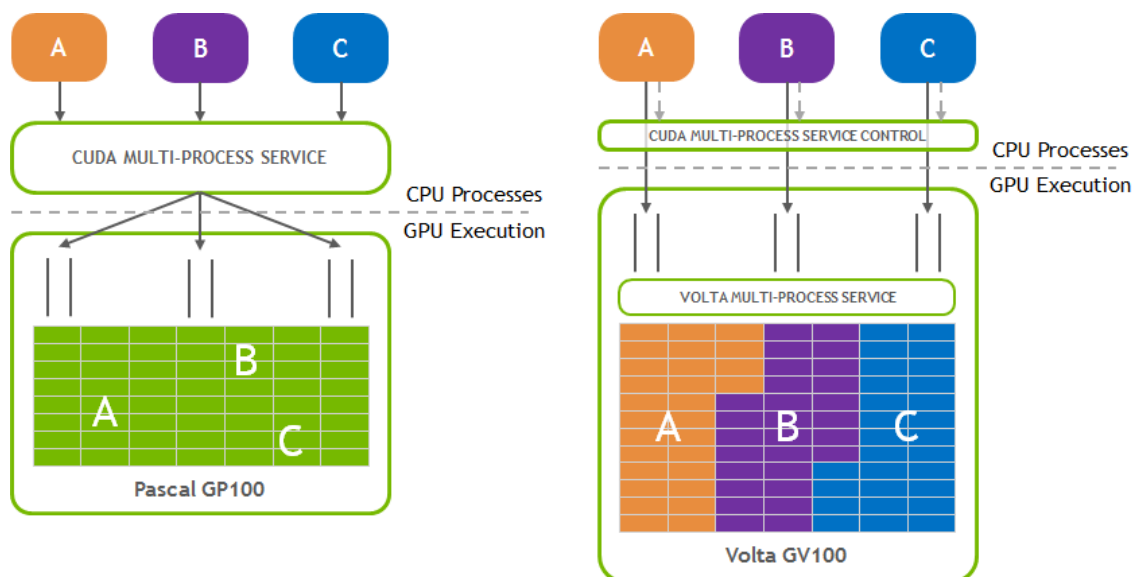 A
B
C
CUDA MULTI-PROCESS SERVICE
CPU Processes
GPU Execution
B
A
C
Pascal GP100
A
B
C
CUDA MULTI-PROCESS SERVICE CONTROL
CPU Processes
GPU Execution
VOLTA MULTI-PROCESS SERVICE
A
B
C
Volta GV100